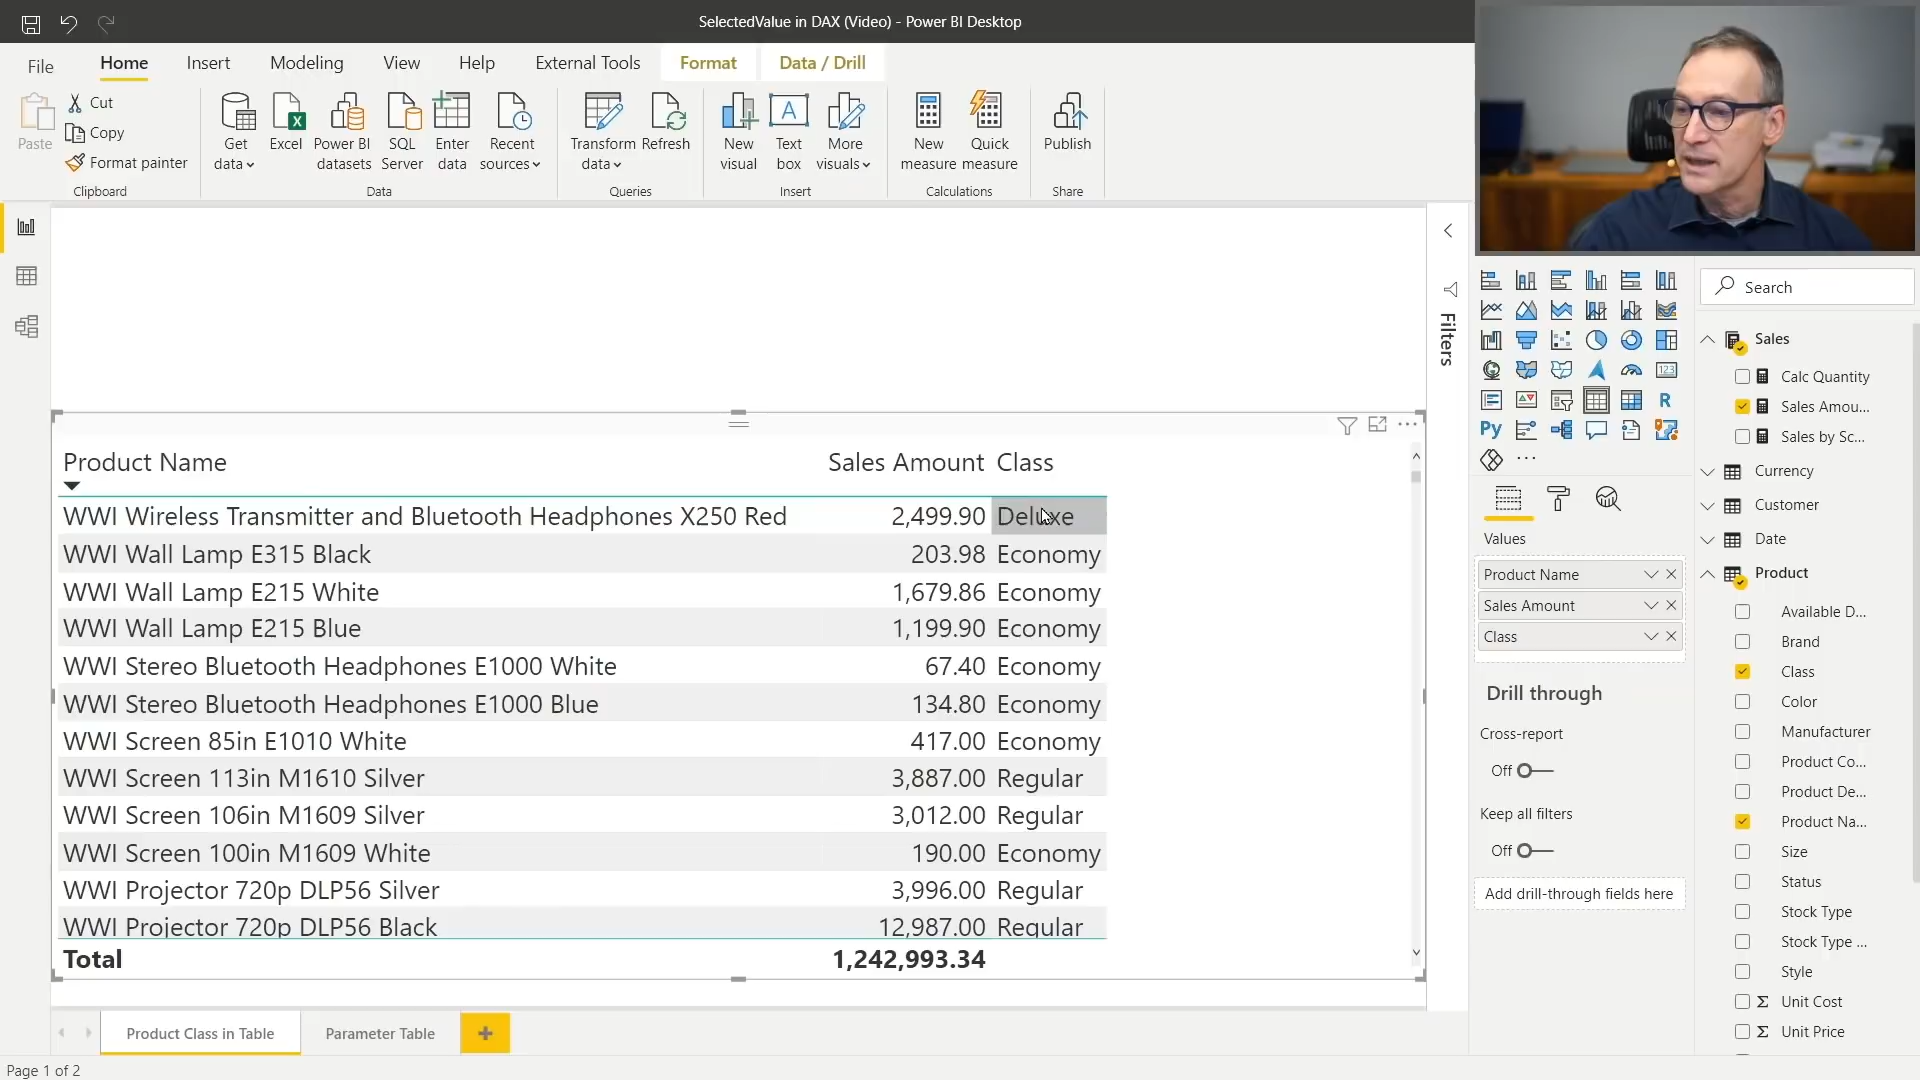 SelectedValue in DAX (Video) - Power BI Desktop
File Home Insert Modeling View Help External Tools Format Data / Drill
Paste
Cut
Copy
Format painter
Clipboard
Get data
Excel
Power BI datasets
SQL Server
Enter data
Recent sources
Data
Transform data
Refresh
Queries
New visual
Text box
More visuals
Insert
New measure
Quick measure
Calculations
Publish
Share
Product Name Sales Amount Class
WWI Wireless Transmitter and Bluetooth Headphones X250 Red 2,499.90 Deluxe
WWI Wall Lamp E315 Black 203.98 Economy
WWI Wall Lamp E215 White 1,679.86 Economy
WWI Wall Lamp E215 Blue 1,199.90 Economy
WWI Stereo Bluetooth Headphones E1000 White 67.40 Economy
WWI Stereo Bluetooth Headphones E1000 Blue 134.80 Economy
WWI Screen 85in E1010 White 417.00 Economy
WWI Screen 113in M1610 Silver 3,887.00 Regular
WWI Screen 106in M1609 Silver 3,012.00 Regular
WWI Screen 100in M1609 White 190.00 Economy
WWI Projector 720p DLP56 Silver 3,996.00 Regular
WWI Projector 720p DLP56 Black 12,987.00 Regular
Total 1,242,993.34
Filters
123
R
Py
...
Values
Product Name
Sales Amount
Class
Drill through
Cross-report
Off
Keep all filters
Off
Add drill-through fields here
Search
Sales
Calc Quantity
Sales Amou...
Sales by Sc...
Currency
Customer
Date
Product
Available D...
Brand
Class
Color
Manufacturer
Product Co...
Product De...
Product Na...
Size
Status
Stock Type
Stock Type ...
Style
Σ Unit Cost
Σ Unit Price
Product Class in Table Parameter Table +
Page 1 of 2